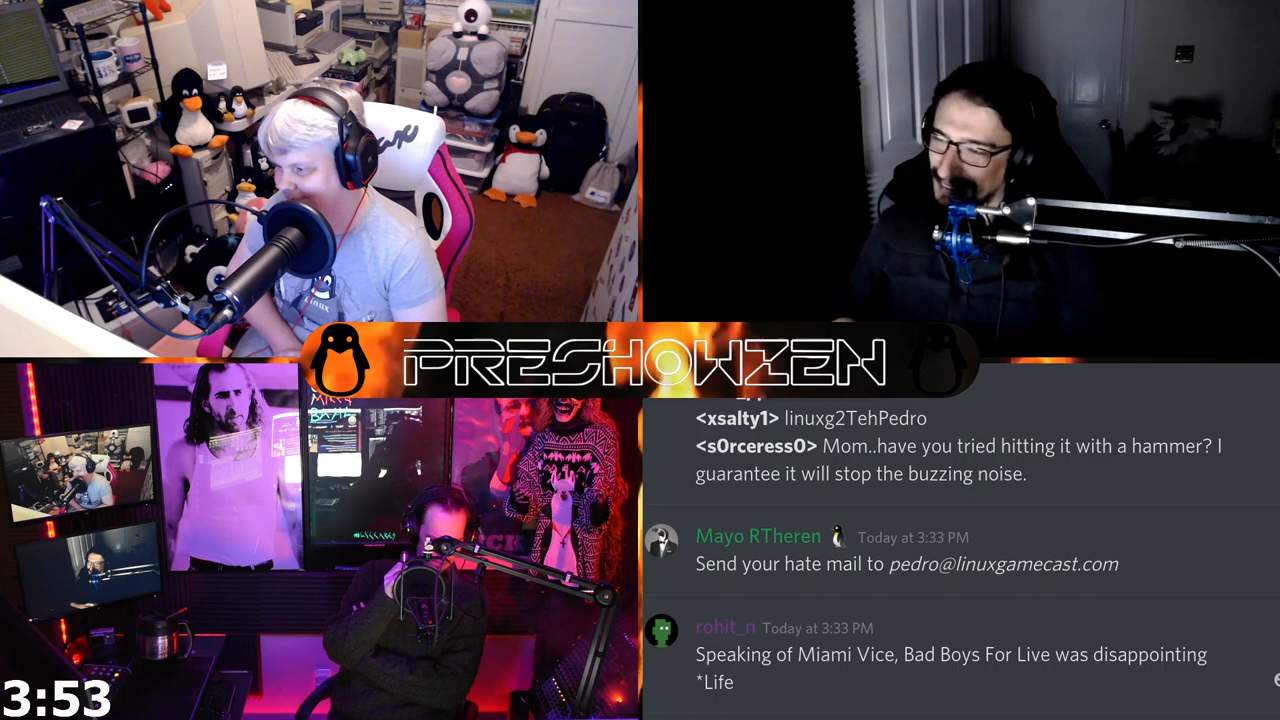 Linux
PRESHOWZEN
<xsalty1> linuxg2TehPedro
<s0rceress0> Mom..have you tried hitting it with a hammer? I
guarantee it will stop the buzzing noise.
Mayo RTheren Today at 3:33 PM
Send your hate mail to pedro@linuxgamecast.com
rohit_n Today at 3:33 PM
Speaking of Miami Vice, Bad Boys For Live was disappointing
*Life
3:53